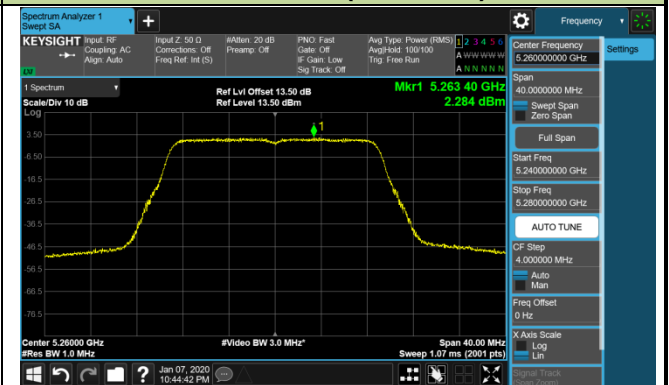 Spectrum Analyzer 1
Swept SA
Frequency
KEYSIGHT
Input: RF
Coupling: AC
Align: Auto
Input Z: 50 Ω
Corrections: Off
Freq Ref: Int (S)
#Atten: 20 dB
Preamp: Off
PNO: Fast
Gate: Off
IF Gain: Low
Sig Track: Off
Avg Type: Power (RMS)
Avg|Hold: 100/100
Trig: Free Run
1 2 3 4 5 6
A W W W W W
A N N N N N
LVI
1 Spectrum
Scale/Div 10 dB
Log
Ref Lvl Offset 13.50 dB
Ref Level 13.50 dBm
Mkr1 5.263 40 GHz
2.284 dBm
1
3.50
-6.50
-16.5
-26.5
-36.5
-46.5
-56.5
-66.5
-76.5
Center 5.26000 GHz
#Res BW 1.0 MHz
#Video BW 3.0 MHz*
Span 40.00 MHz
Sweep 1.07 ms (2001 pts)
Jan 07, 2020
10:44:42 PM
Center Frequency
5.260000000 GHz
Settings
Span
40.0000000 MHz
Swept Span
Zero Span
Full Span
Start Freq
5.240000000 GHz
Stop Freq
5.280000000 GHz
AUTO TUNE
CF Step
4.000000 MHz
Auto
Man
Freq Offset
0 Hz
X Axis Scale
Log
Lin
Signal Track
(Span Zoom)